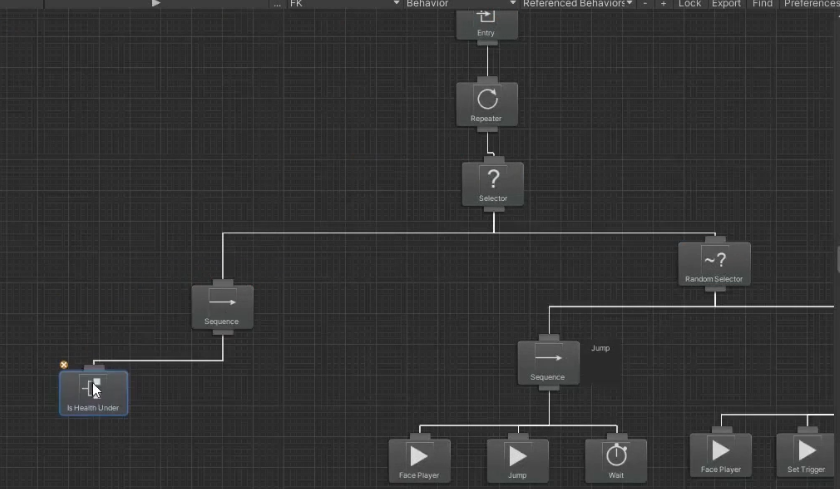 ... FK Behavior Referenced Behaviors - + Lock Export Find Preferences
Entry
Repeater
?
Selector
~?
Random Selector
Sequence
Jump
Sequence
Is Health Under
Face Player
Jump
Wait
Face Player
Set Trigger